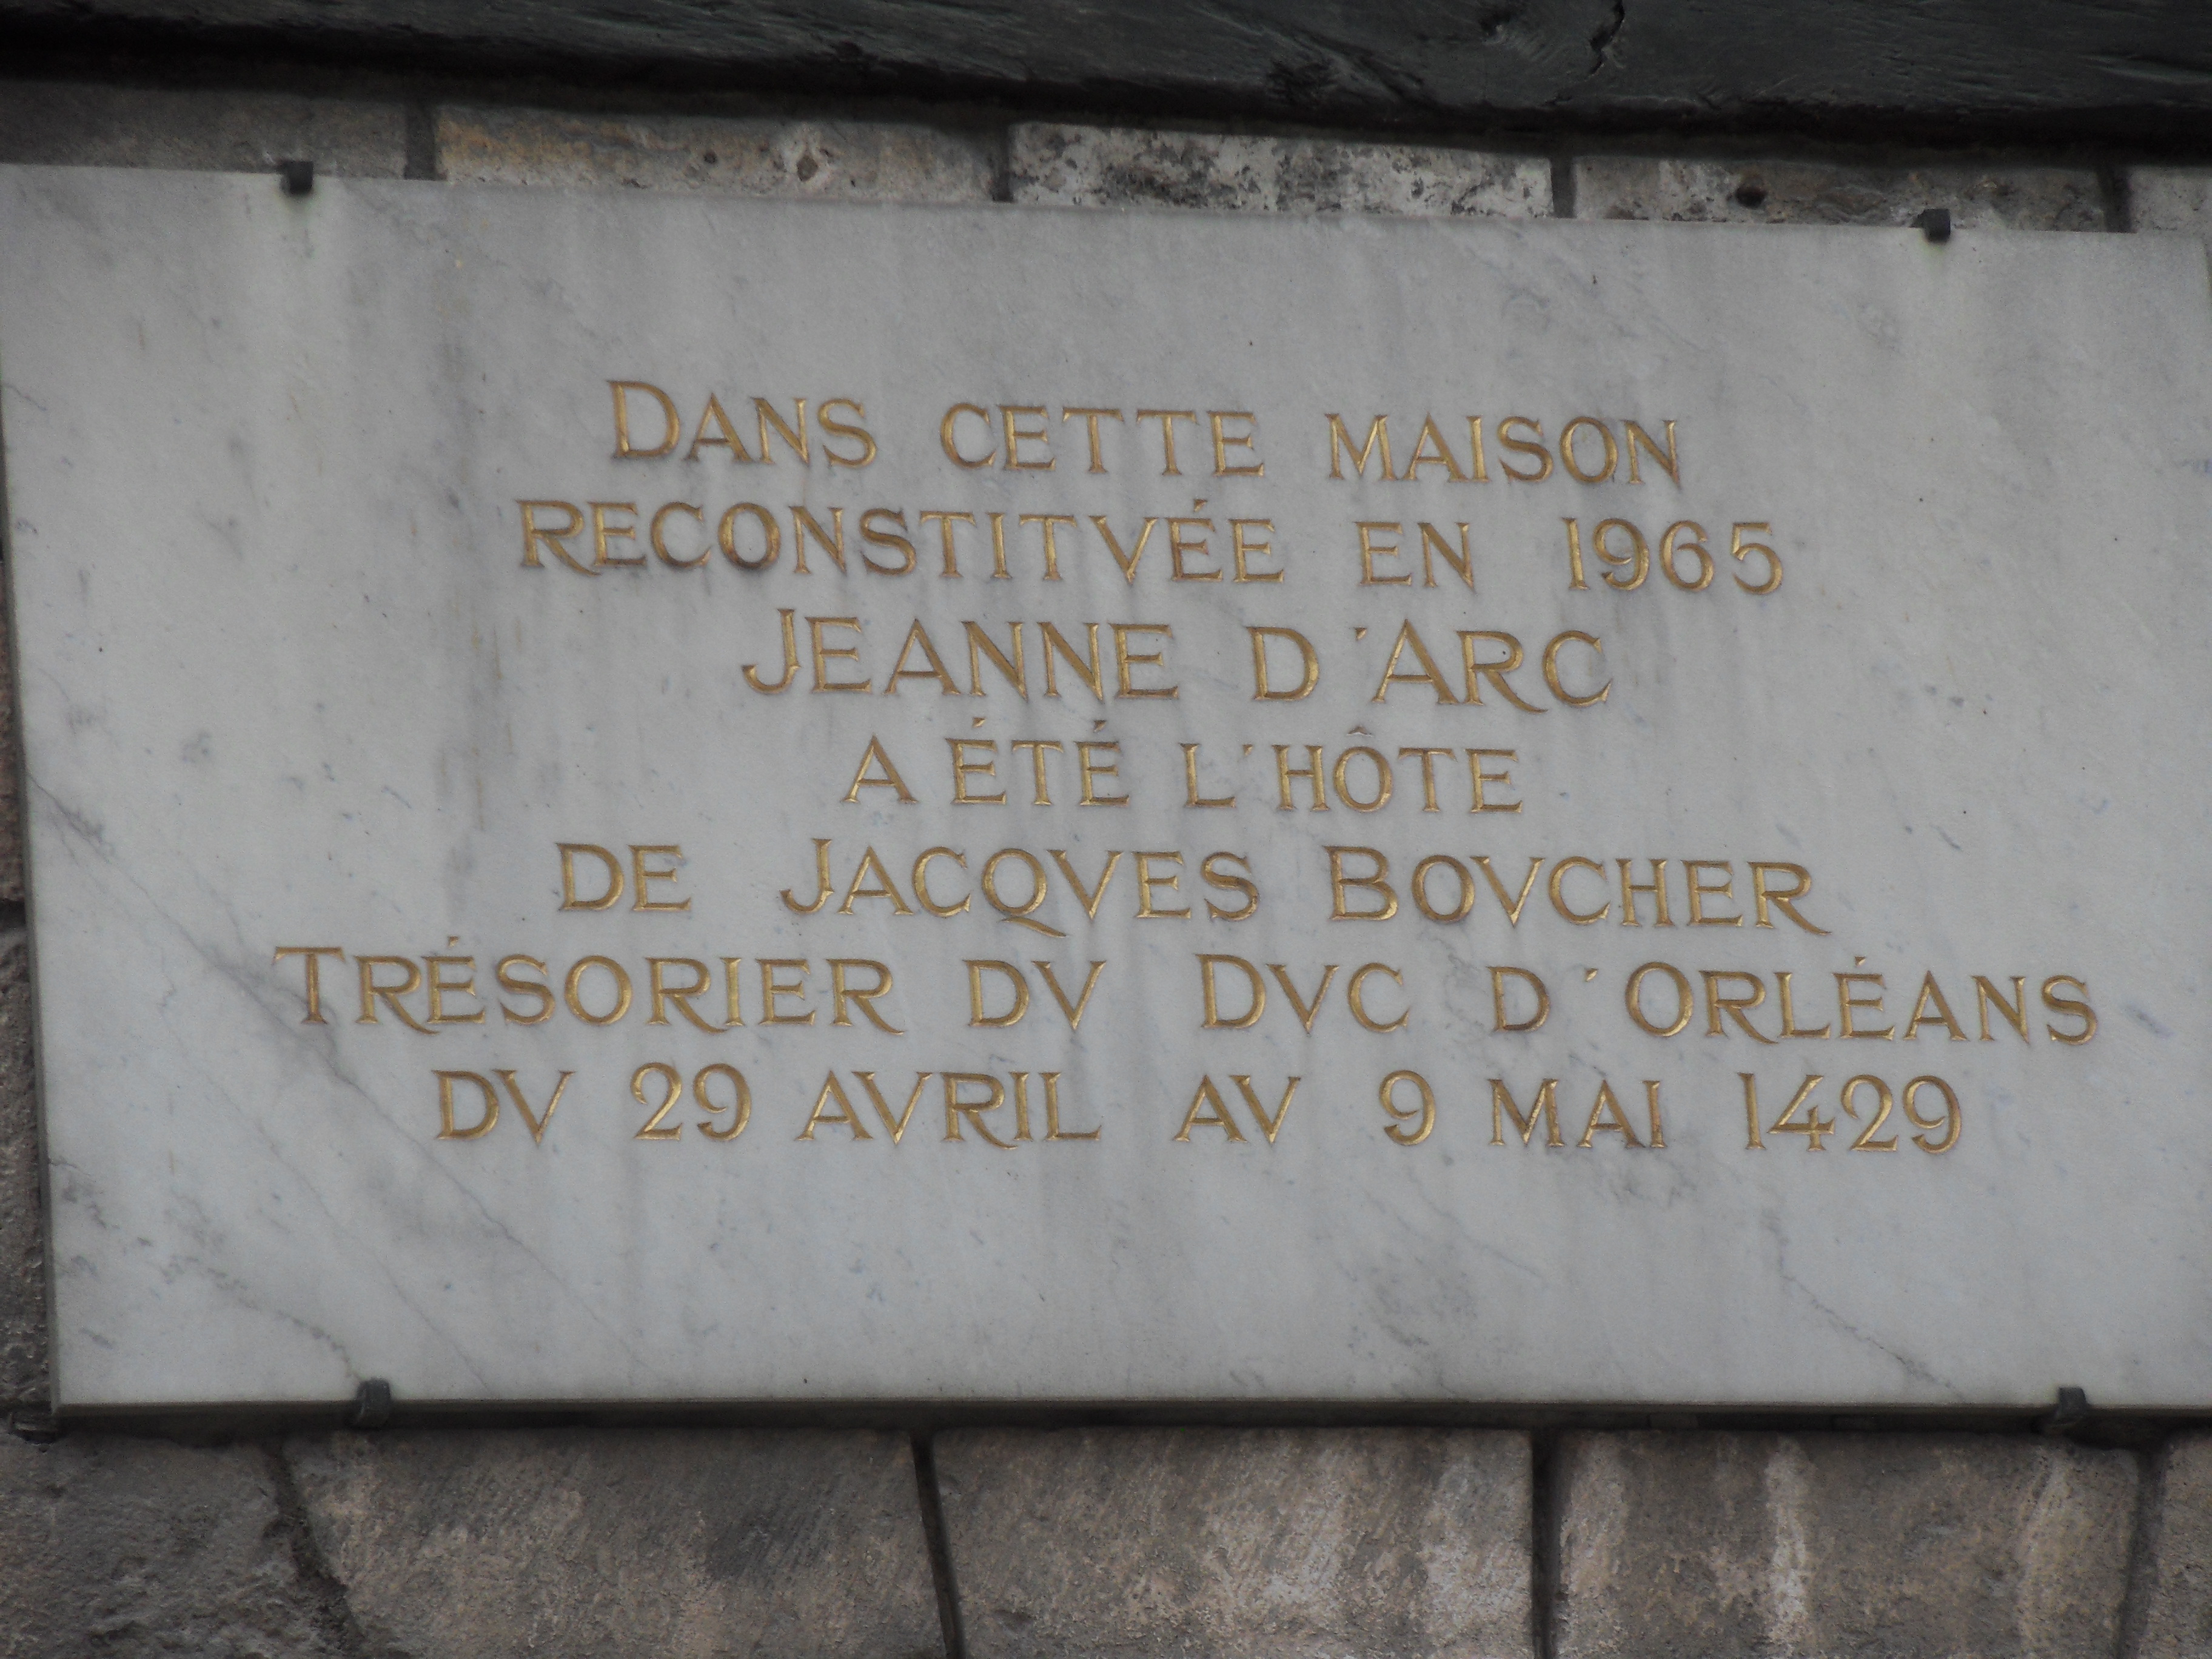 DANS CETTE MAISON
RECONSTITVÉE EN 1965
JEANNE D'ARC
A ÉTÉ L'HÔTE
DE JACQVES BOVCHER
TRÉSORIER DV DVC D'ORLÉANS
DV 29 AVRIL AV 9 MAI 1429